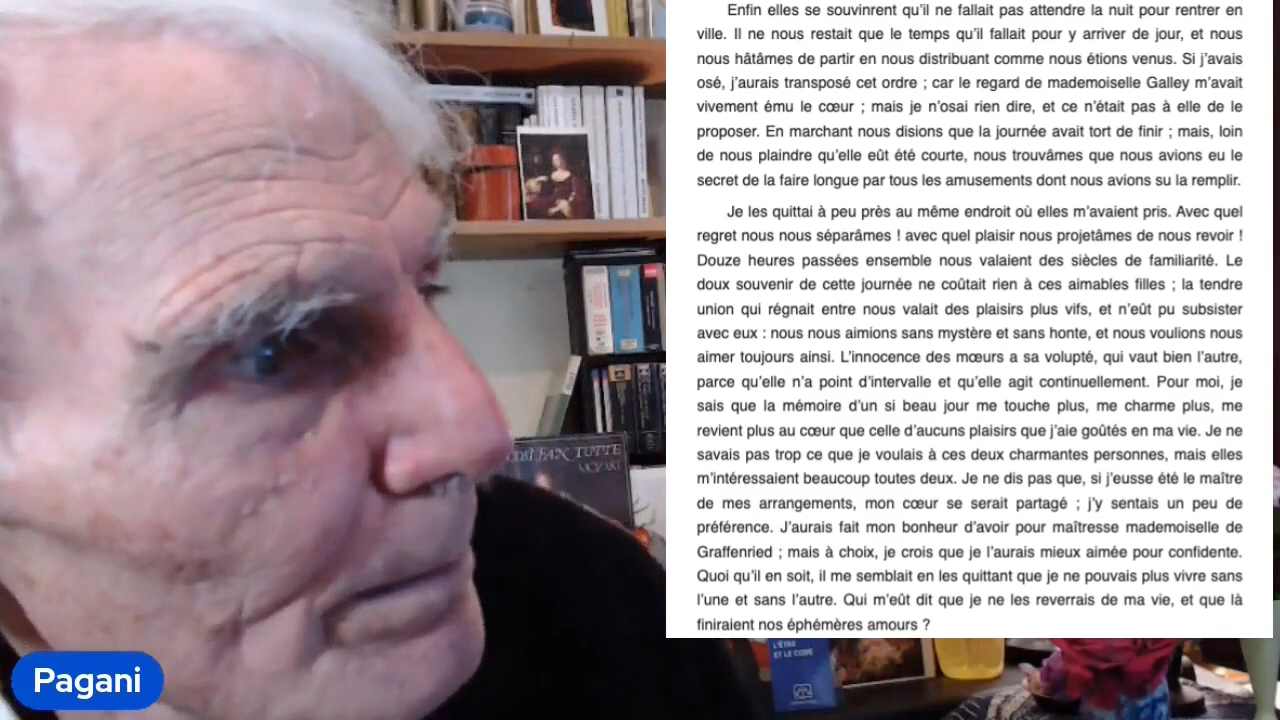 Enfin elles se souvinrent qu’il ne fallait pas attendre la nuit pour rentrer en
ville. Il ne nous restait que le temps qu’il fallait pour y arriver de jour, et nous
nous hâtâmes de partir en nous distribuant comme nous étions venus. Si j’avais
osé, j’aurais transposé cet ordre ; car le regard de mademoiselle Galley m’avait
vivement ému le cœur ; mais je n’osai rien dire, et ce n’était pas à elle de le
proposer. En marchant nous disions que la journée avait tort de finir ; mais, loin
de nous plaindre qu’elle eût été courte, nous trouvâmes que nous avions eu le
secret de la faire longue par tous les amusements dont nous avions su la remplir.
Je les quittai à peu près au même endroit où elles m’avaient pris. Avec quel
regret nous nous séparâmes ! avec quel plaisir nous projetâmes de nous revoir !
Douze heures passées ensemble nous valaient des siècles de familiarité. Le
doux souvenir de cette journée ne coûtait rien à ces aimables filles ; la tendre
union qui régnait entre nous valait des plaisirs plus vifs, et n’eût pu subsister
avec eux : nous nous aimions sans mystère et sans honte, et nous voulions nous
aimer toujours ainsi. L’innocence des mœurs a sa volupté, qui vaut bien l’autre,
parce qu’elle n’a point d’intervalle et qu’elle agit continuellement. Pour moi, je
sais que la mémoire d’un si beau jour me touche plus, me charme plus, me
revient plus au cœur que celle d’aucuns plaisirs que j’aie goûtés en ma vie. Je ne
savais pas trop ce que je voulais à ces deux charmantes personnes, mais elles
m’intéressaient beaucoup toutes deux. Je ne dis pas que, si j’eusse été le maître
de mes arrangements, mon cœur se serait partagé ; j’y sentais un peu de
préférence. J’aurais fait mon bonheur d’avoir pour maîtresse mademoiselle de
Graffenried ; mais à choix, je crois que je l’aurais mieux aimée pour confidente.
Quoi qu’il en soit, il me semblait en les quittant que je ne pouvais plus vivre sans
l’une et sans l’autre. Qui m’eût dit que je ne les reverrais de ma vie, et que là
finiraient nos éphémères amours ?
COSÌ FAN TUTTE
MOZART
ET LE CODE
Pagani